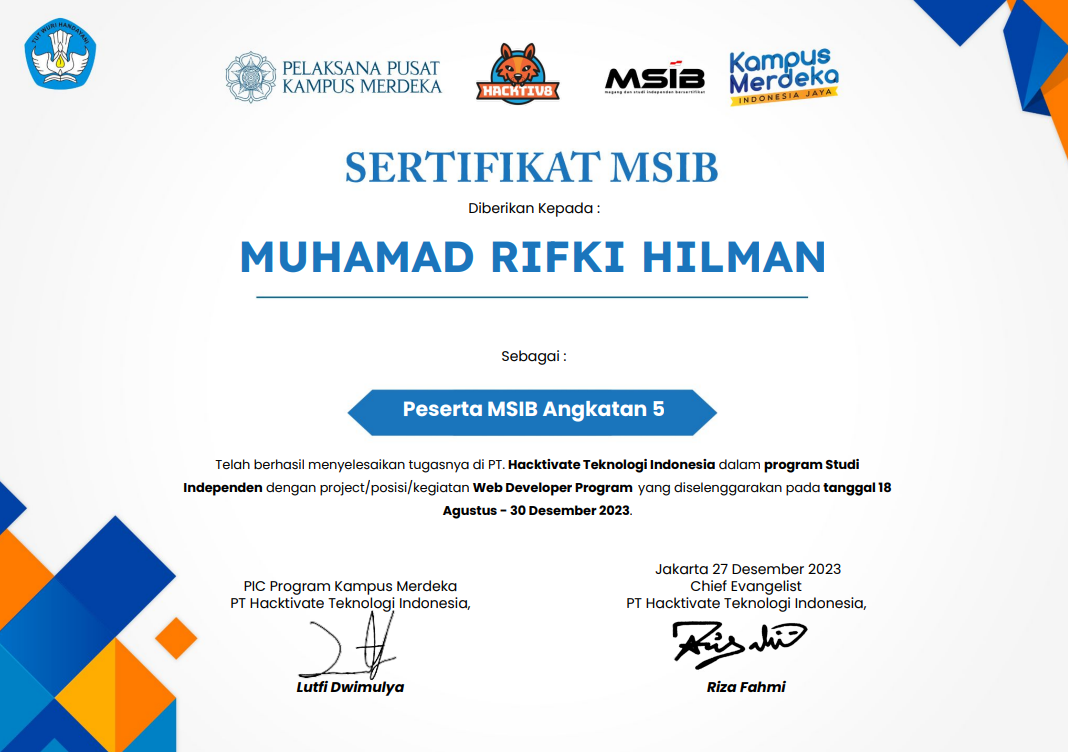 TUT WURI HANDAYANI
PELAKSANA PUSAT
KAMPUS MERDEKA
HACKTIV8
MSIB
magang dan studi independen bersertifikat
Kampus
Merdeka
INDONESIA JAYA
SERTIFIKAT MSIB
Diberikan Kepada :
MUHAMAD RIFKI HILMAN
Sebagai :
Peserta MSIB Angkatan 5
Telah berhasil menyelesaikan tugasnya di PT. Hacktivate Teknologi Indonesia dalam program Studi
Independen dengan project/posisi/kegiatan Web Developer Program yang diselenggarakan pada tanggal 18
Agustus - 30 Desember 2023.
PIC Program Kampus Merdeka
PT Hacktivate Teknologi Indonesia,
Lutfi Dwimulya
Jakarta 27 Desember 2023
Chief Evangelist
PT Hacktivate Teknologi Indonesia,
Riza Fahmi